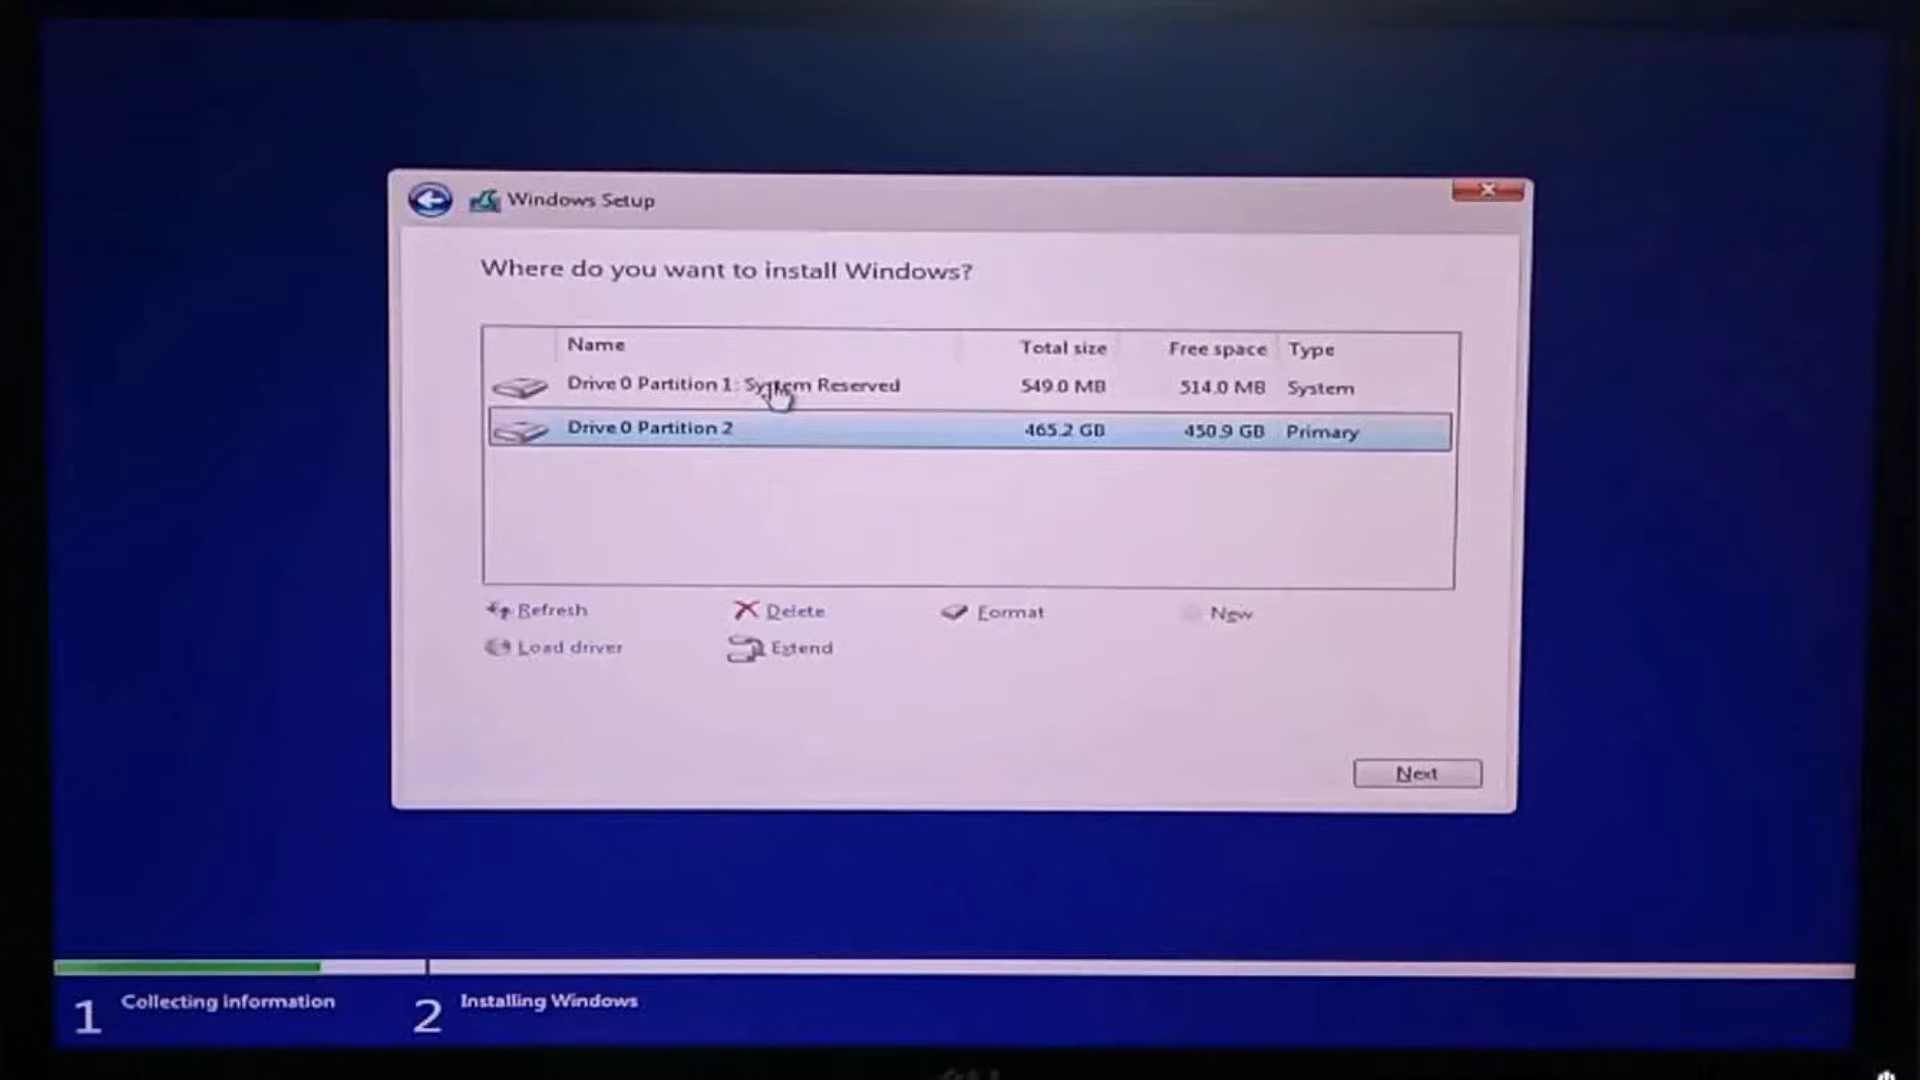 Windows Setup
Where do you want to install Windows?
Name Total size Free space Type
Drive 0 Partition 1: System Reserved 549.0 MB 514.0 MB System
Drive 0 Partition 2 465.2 GB 450.9 GB Primary
Refresh Delete Format New
Load driver Extend
Next
1 Collecting information 2 Installing Windows